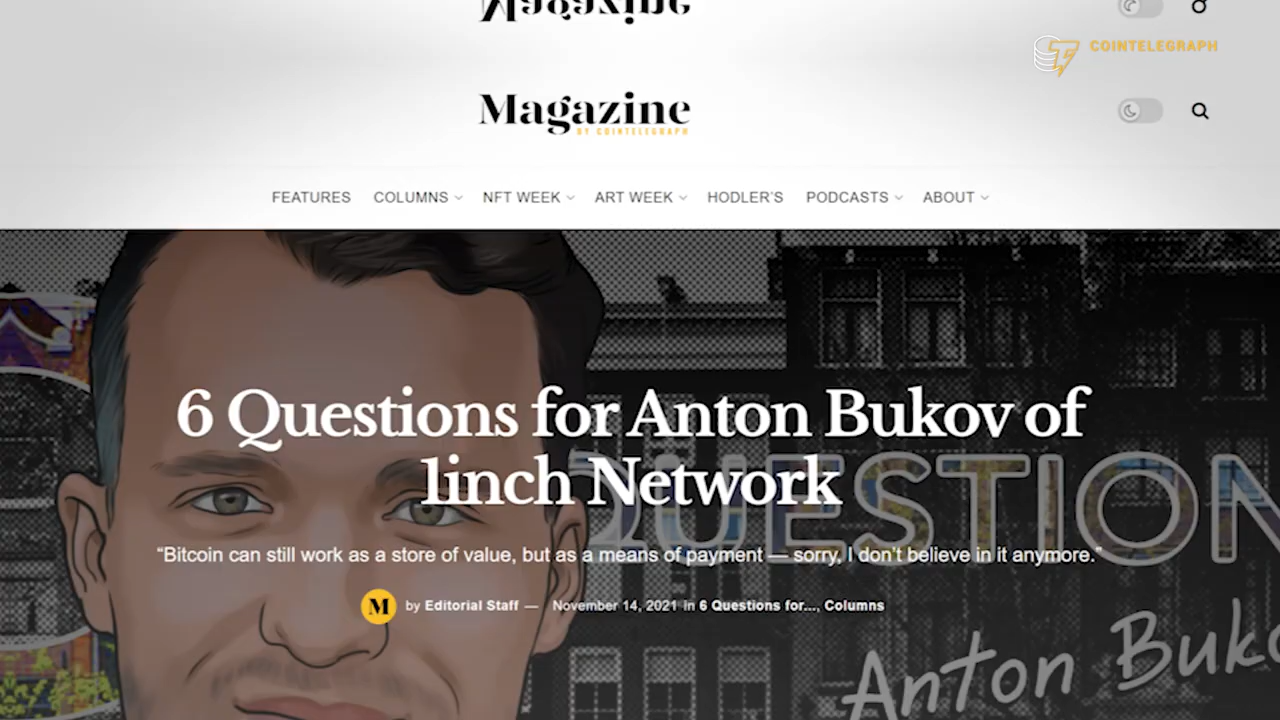 Magazine
COINTELEGRAPH
Magazine
BY COINTELEGRAPH
FEATURES COLUMNS NFT WEEK ART WEEK HODLER'S PODCASTS ABOUT
6 Questions for Anton Bukov of
1inch Network
QUESTION
“Bitcoin can still work as a store of value, but as a means of payment — sorry, I don’t believe in it anymore.”
M by Editorial Staff — November 14, 2021 in 6 Questions for..., Columns
Anton Buko